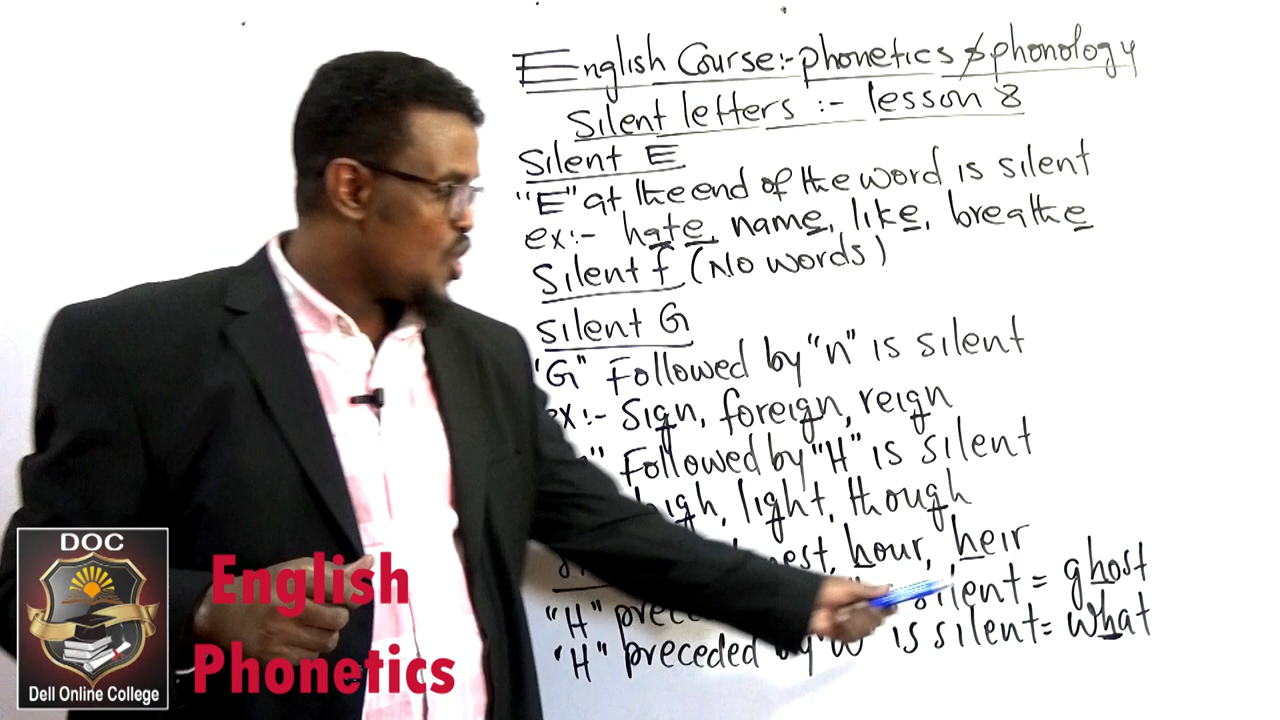 English Course:- phonetics & phonology
Silent letters :- lesson 8
Silent E
"E" at the end of the word is silent
ex:- hate, name, like, breathe
Silent f (No words)
Silent G
"G" Followed by "n" is silent
ex:- Sign, foreign, reign
Followed by "H" is silent
high, light, though
hour, heir
"H" silent = ghost
"H" preceded by "W" is silent = what
DOC
Dell Online College
English
Phonetics